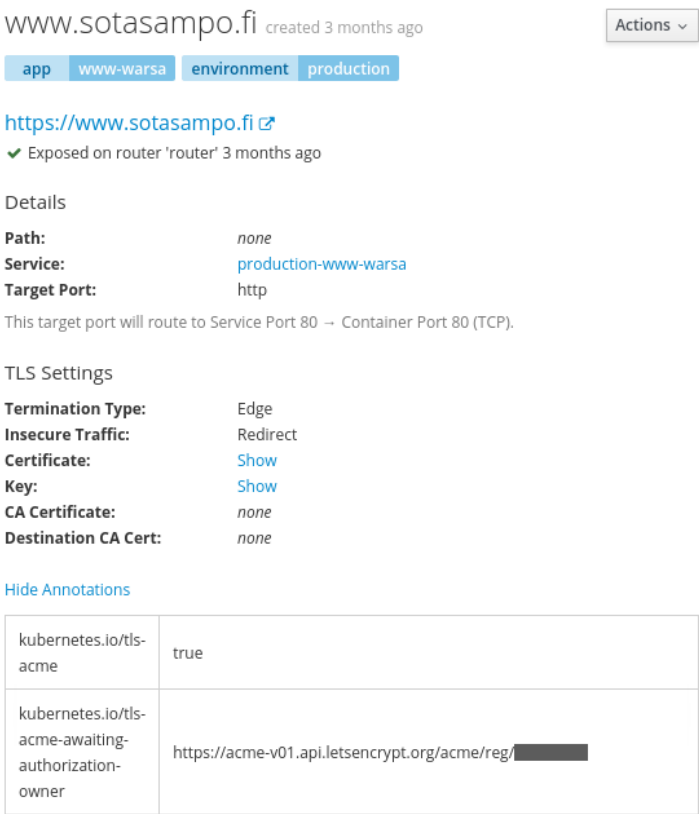 www.sotasampo.fi created 3 months ago
Actions
app www-warsa environment production
https://www.sotasampo.fi
Exposed on router 'router' 3 months ago
Details
Path: none
Service: production-www-warsa
Target Port: http
This target port will route to Service Port 80 → Container Port 80 (TCP).
TLS Settings
Termination Type: Edge
Insecure Traffic: Redirect
Certificate: Show
Key: Show
CA Certificate: none
Destination CA Cert: none
Hide Annotations
kubernetes.io/tls-
acme
true
kubernetes.io/tls-
acme-awaiting-
authorization-
owner
https://acme-v01.api.letsencrypt.org/acme/reg/